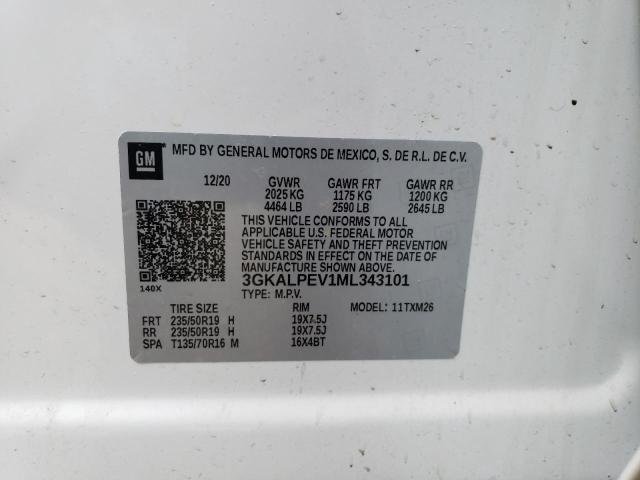 GM
MFD BY GENERAL MOTORS DE MEXICO, S. DE R.L. DE C.V.
12/20 GVWR GAWR FRT GAWR RR
2025 KG 1175 KG 1200 KG
4464 LB 2590 LB 2645 LB
THIS VEHICLE CONFORMS TO ALL
APPLICABLE U.S. FEDERAL MOTOR
VEHICLE SAFETY AND THEFT PREVENTION
STANDARDS IN EFFECT ON THE DATE OF
MANUFACTURE SHOWN ABOVE.
3GKALPEV1ML343101
140X TYPE: M.P.V.
TIRE SIZE RIM MODEL: 11TXM26
FRT 235/50R19 H 19X7.5J
RR 235/50R19 H 19X7.5J
SPA T135/70R16 M 16X4BT